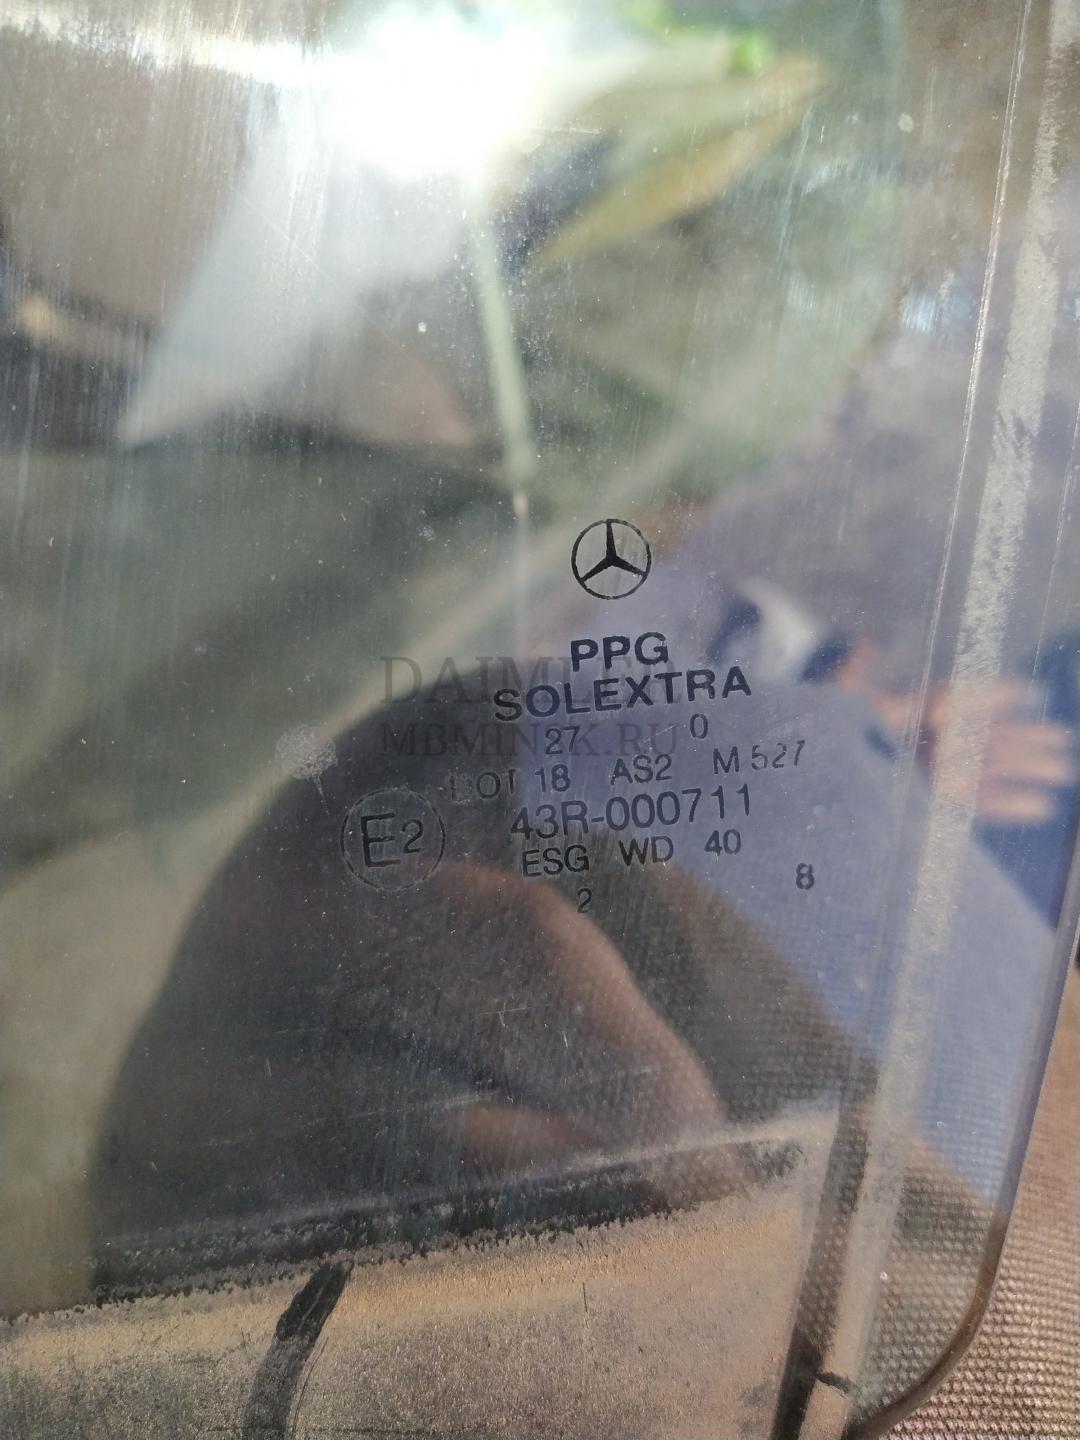 PPG
SOLEXTRA
27 0
DOT 18 AS2 M 527
E2 43R-000711
ESG WD 40
2 8
DAIMLER
MBMINSK.RU